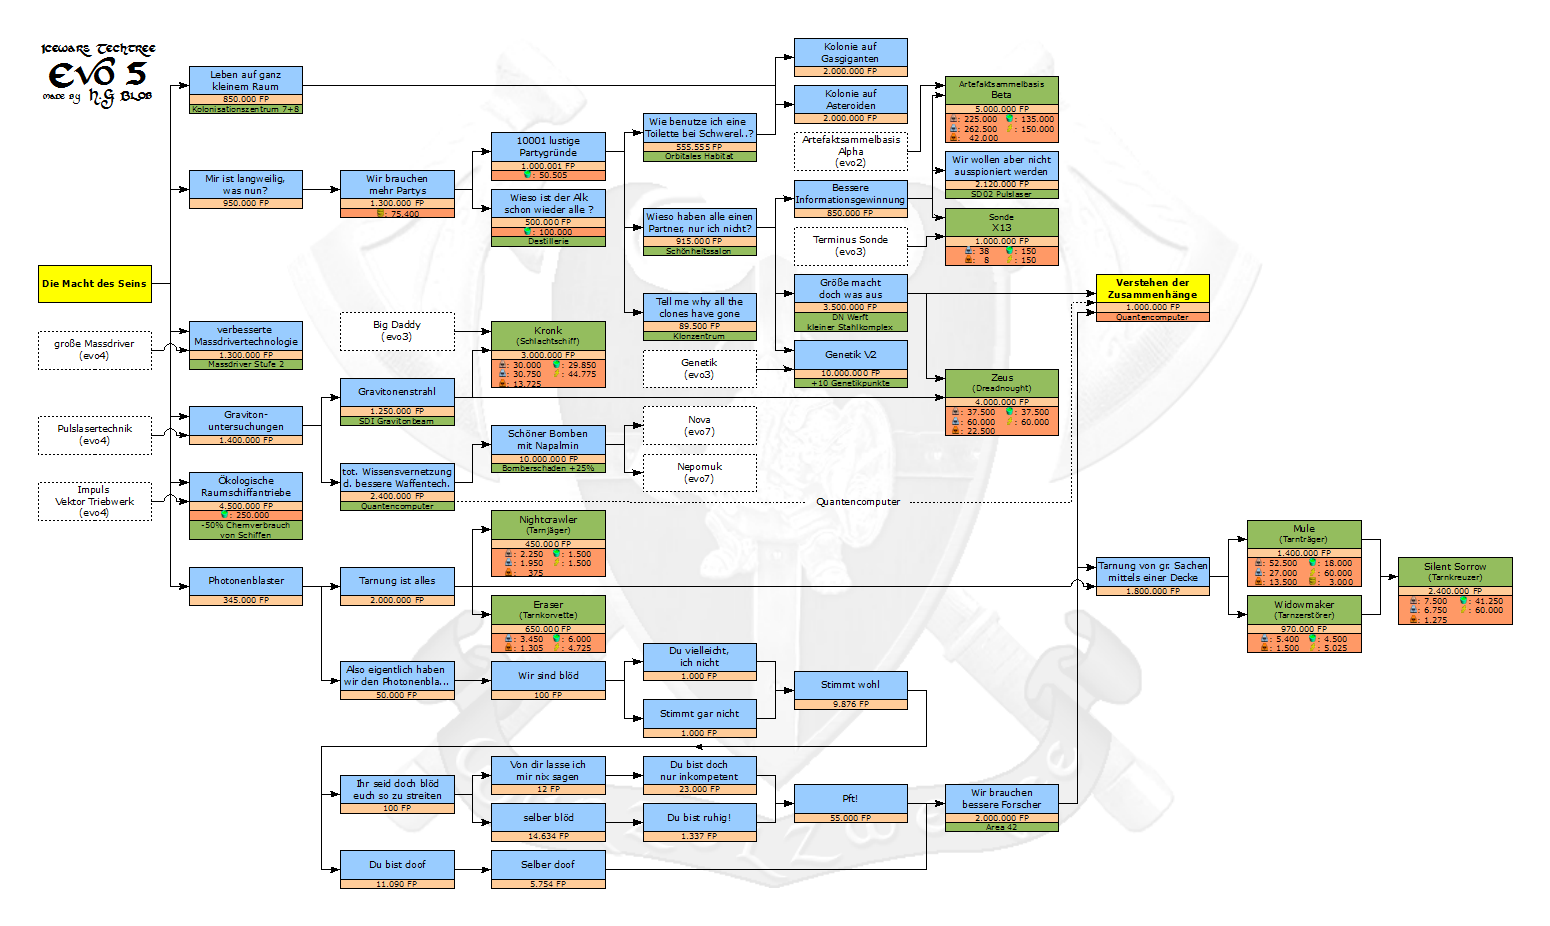 Icewars Techtree
Evo 5
made by H.G Blob
Leben auf ganz
kleinem Raum
850.000 FP
Kolonisationszentrum 7+8
Kolonie auf
Gasgiganten
2.000.000 FP
Kolonie auf
Asteroiden
2.000.000 FP
Artefaktsammelbasis
Beta
5.000.000 FP
: 225.000 : 135.000
: 262.500 : 150.000
: 42.000
Artefaktsammelbasis
Alpha
(evo2)
Wie benutze ich eine
Toilette bei Schwerel..?
555.555 FP
Orbitales Habitat
10001 lustige
Partygründe
1.000.001 FP
: 50.505
Wir wollen aber nicht
ausspioniert werden
2.120.000 FP
SD02 Pulslaser
Mir ist langweilig,
was nun?
950.000 FP
Wir brauchen
mehr Partys
1.300.000 FP
: 75.400
Wieso ist der Alk
schon wieder alle ?
500.000 FP
: 100.000
Destillerie
Bessere
Informationsgewinnung
850.000 FP
Wieso haben alle einen
Partner, nur ich nicht?
915.000 FP
Schönheitssalon
Sonde
X13
1.000.000 FP
: 38 : 150
: 8 : 150
Terminus Sonde
(evo3)
Die Macht des Seins
Größe macht
doch was aus
3.500.000 FP
DN Werft
kleiner Stahlkomplex
Verstehen der
Zusammenhänge
1.000.000 FP
Quantencomputer
Tell me why all the
clones have gone
89.500 FP
Klonzentrum
große Massdriver
(evo4)
verbesserte
Massdrivertechnologie
1.300.000 FP
Massdriver Stufe 2
Big Daddy
(evo3)
Kronk
(Schlachtschiff)
3.000.000 FP
: 30.000 : 29.850
: 30.750 : 44.775
: 13.725
Genetik
(evo3)
Genetik V2
10.000.000 FP
+10 Genetikpunkte
Zeus
(Dreadnought)
4.000.000 FP
: 37.500 : 37.500
: 60.000 : 60.000
: 22.500
Gravitonenstrahl
1.250.000 FP
SDI Gravitonbeam
Pulslasertechnik
(evo4)
Graviton-
untersuchungen
1.400.000 FP
Schöner Bomben
mit Napalmin
10.000.000 FP
Bomberschaden +25%
Nova
(evo7)
Nepomuk
(evo7)
tot. Wissensvernetzung
d. bessere Waffentech.
2.400.000 FP
Quantencomputer
Quantencomputer
Impuls
Vektor Triebwerk
(evo4)
Ökologische
Raumschiffantriebe
4.500.000 FP
: 250.000
-50% Chemverbrauch
von Schiffen
Nightcrawler
(Tarnjäger)
450.000 FP
: 2.250 : 1.500
: 1.950 : 1.500
: 375
Photonenblaster
345.000 FP
Tarnung ist alles
2.000.000 FP
Eraser
(Tarnkorvette)
650.000 FP
: 3.450 : 6.000
: 1.305 : 4.725
Tarnung von gr. Sachen
mittels einer Decke
1.800.000 FP
Mule
(Tarnträger)
1.400.000 FP
: 52.500 : 18.000
: 27.000 : 60.000
: 13.500 : 3.000
Widowmaker
(Tarnzerstörer)
970.000 FP
: 5.400 : 4.500
: 1.500 : 5.025
Silent Sorrow
(Tarnkreuzer)
2.400.000 FP
: 7.500 : 41.250
: 6.750 : 60.000
: 1.275
Also eigentlich haben
wir den Photonenbla...
50.000 FP
Wir sind blöd
100 FP
Du vielleicht,
ich nicht
1.000 FP
Stimmt gar nicht
1.000 FP
Stimmt wohl
9.876 FP
Ihr seid doch blöd
euch so zu streiten
100 FP
Von dir lasse ich
mir nix sagen
12 FP
Du bist doch
nur inkompetent
23.000 FP
selber blöd
14.634 FP
Du bist ruhig!
1.337 FP
Pft!
55.000 FP
Wir brauchen
bessere Forscher
2.000.000 FP
Area 42
Du bist doof
11.090 FP
Selber doof
5.754 FP